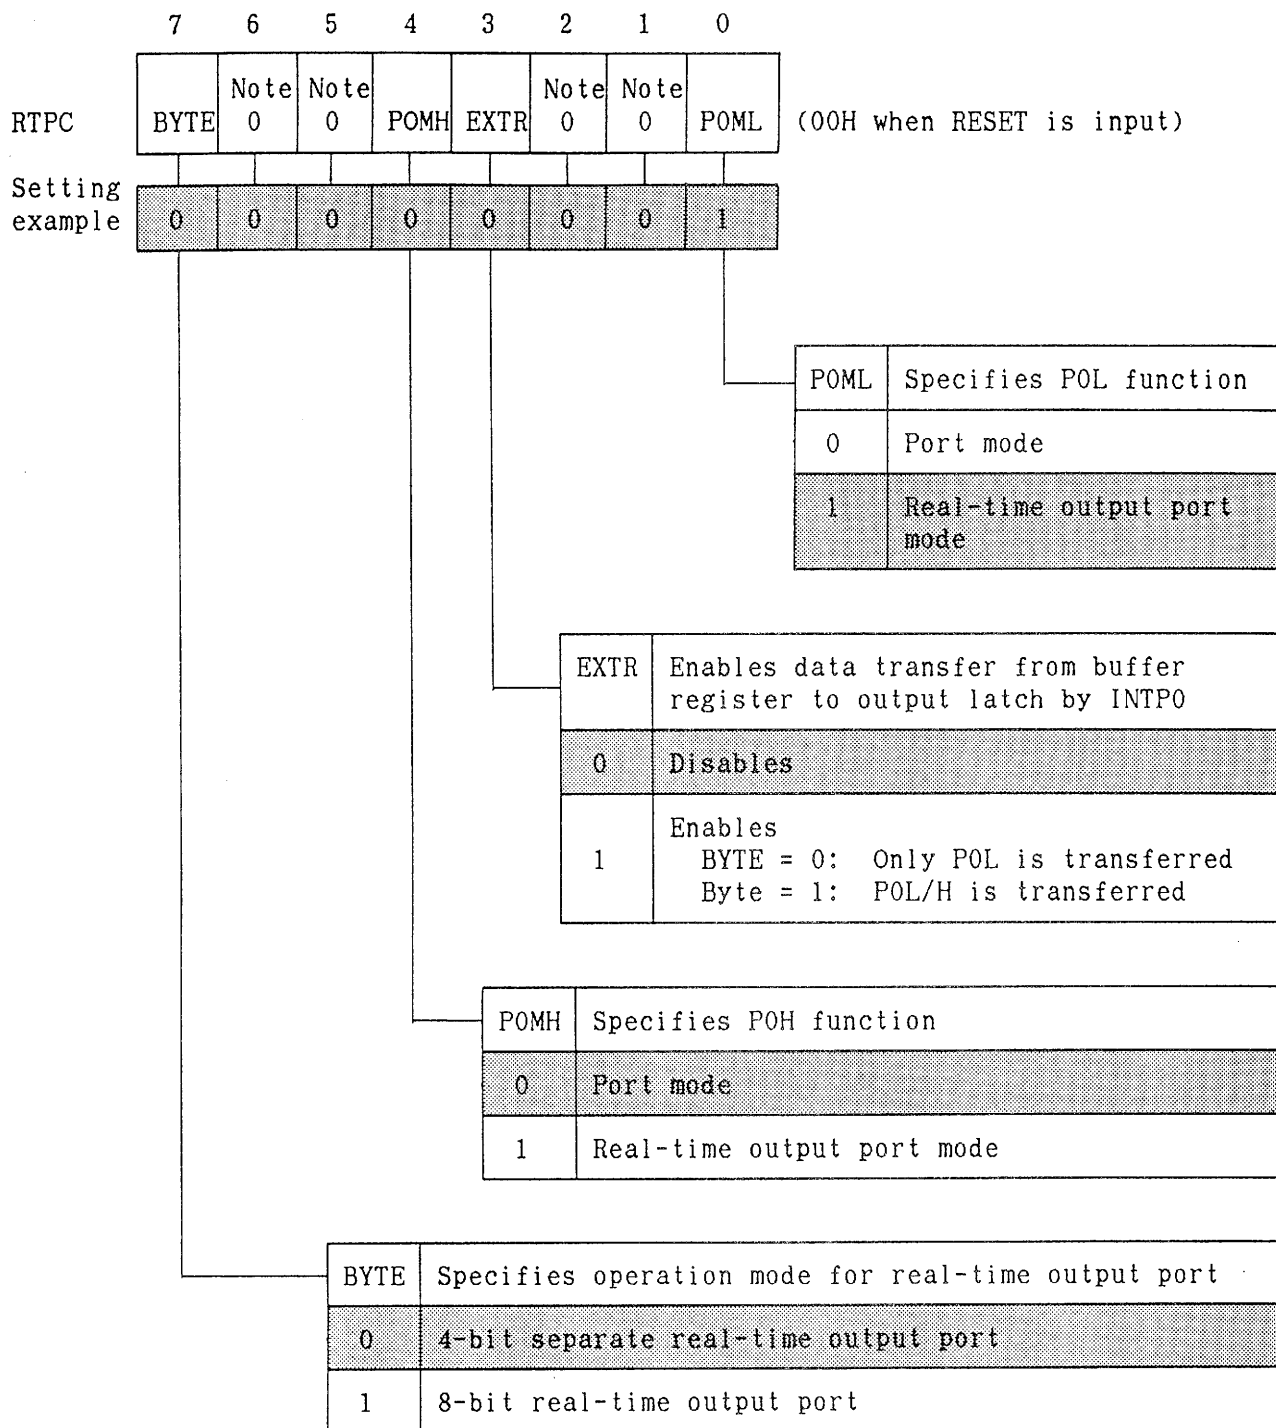 7 6 5 4 3 2 1 0
RTPC BYTE Note 0 Note 0 POMH EXTR Note 0 Note 0 POML (00H when RESET is input)
Setting example 0 0 0 0 0 0 0 1
POML Specifies POL function
0 Port mode
1 Real-time output port
mode
EXTR Enables data transfer from buffer
register to output latch by INTP0
0 Disables
1 Enables
BYTE = 0: Only POL is transferred
Byte = 1: POL/H is transferred
POMH Specifies POH function
0 Port mode
1 Real-time output port mode
BYTE Specifies operation mode for real-time output port
0 4-bit separate real-time output port
1 8-bit real-time output port